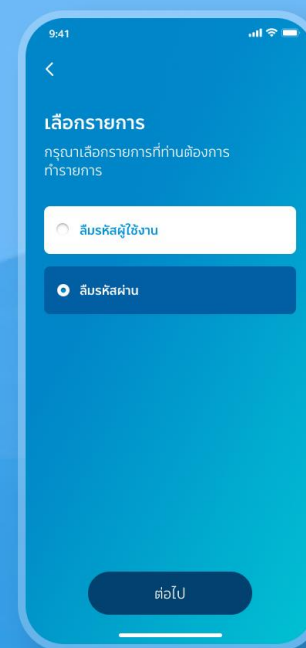 9:41
เลือกรายการ
กรุณาเลือกรายการที่ท่านต้องการ
ทำรายการ
ลืมรหัสผู้ใช้งาน
ลืมรหัสผ่าน
ต่อไป